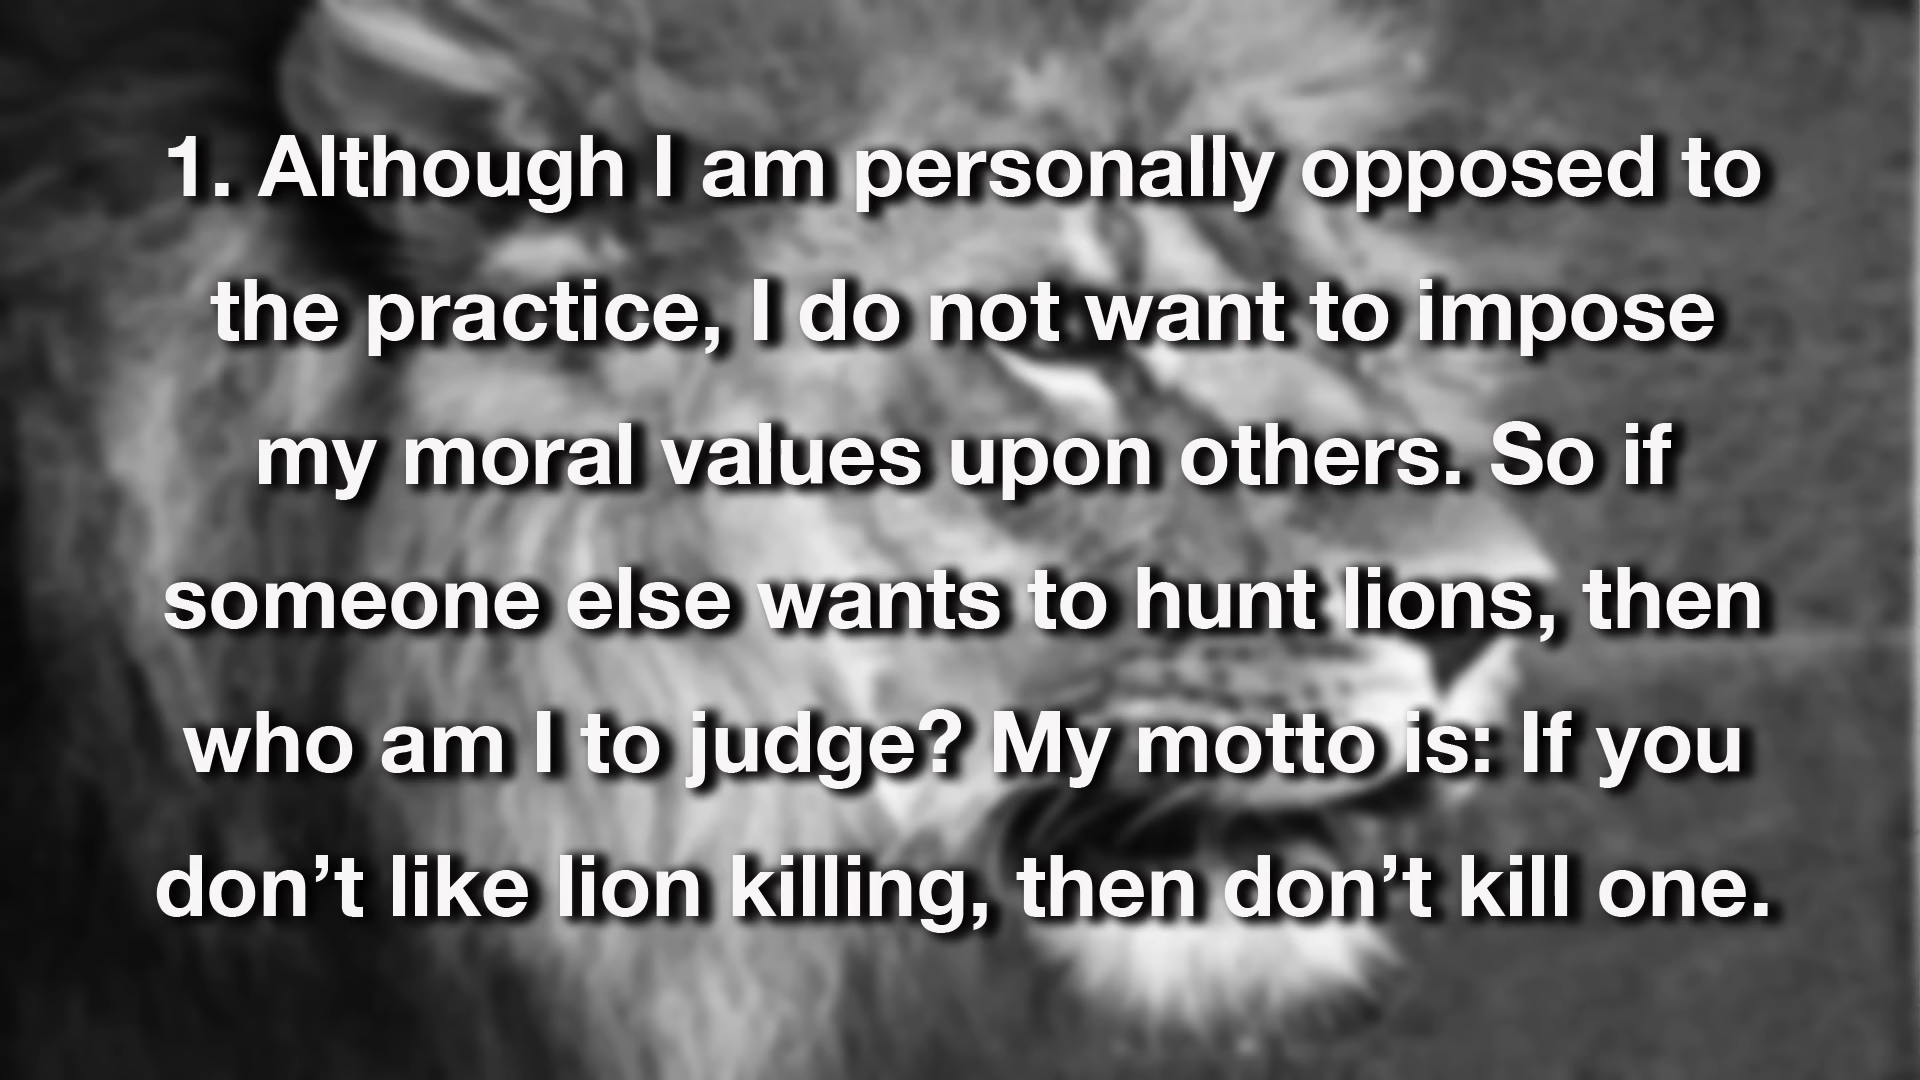 1. Although I am personally opposed to
the practice, I do not want to impose
my moral values upon others. So if
someone else wants to hunt lions, then
who am I to judge? My motto is: If you
don’t like lion killing, then don’t kill one.